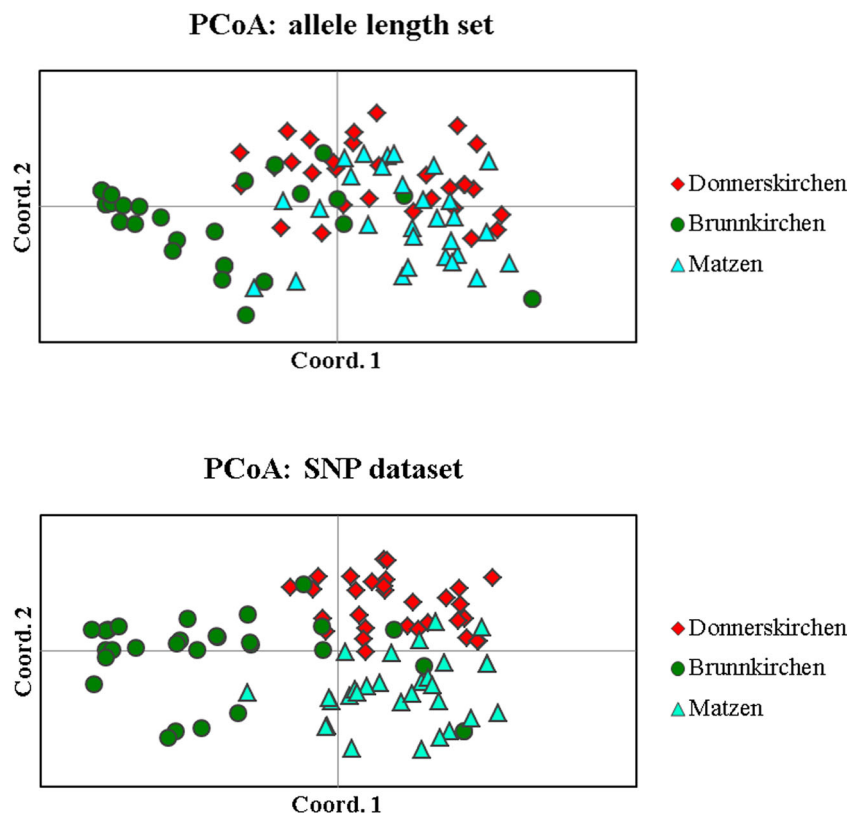 PCoA: allele length set
Coord. 2
Donnerskirchen
Brunnkirchen
Matzen
Coord. 1
PCoA: SNP dataset
Coord. 2
Donnerskirchen
Brunnkirchen
Matzen
Coord. 1